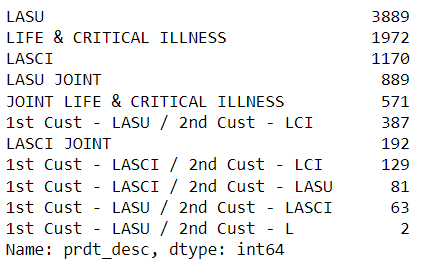 LASU 3889
LIFE & CRITICAL ILLNESS 1972
LASCI 1170
LASU JOINT 889
JOINT LIFE & CRITICAL ILLNESS 571
1st Cust - LASU / 2nd Cust - LCI 387
LASCI JOINT 192
1st Cust - LASCI / 2nd Cust - LCI 129
1st Cust - LASCI / 2nd Cust - LASU 81
1st Cust - LASU / 2nd Cust - LASCI 63
1st Cust - LASU / 2nd Cust - L 2
Name: prdt_desc, dtype: int64